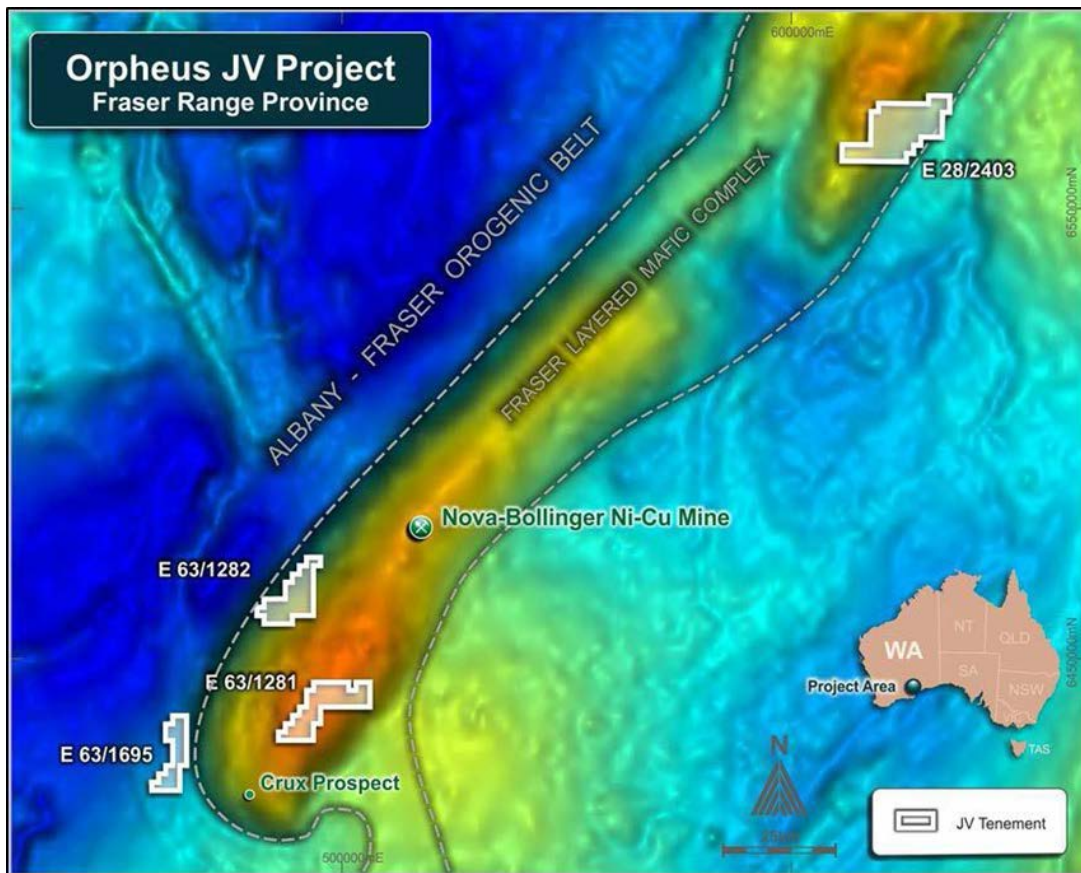 Orpheus JV Project
Fraser Range Province
600000mE
E 28/2403
6550000mN
ALBANY - FRASER OROGENIC BELT
FRASER LAYERED MAFIC COMPLEX
Nova-Bollinger Ni-Cu Mine
E 63/1282
E 63/1281
E 63/1695
Crux Prospect
500000mE
6450000mN
WA
NT
QLD
SA
NSW
TAS
Project Area
N
JV Tenement